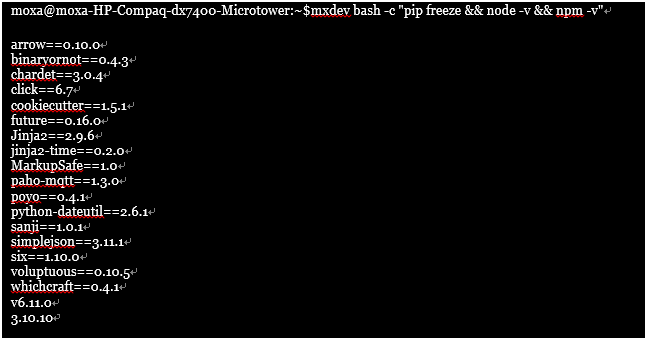 moxa@moxa-HP-Compaq-dx7400-Microtower:~$mxdev bash -c "pip freeze && node -v && npm -v"
arrow==0.10.0
binaryornot==0.4.3
chardet==3.0.4
click==6.7
cookiecutter==1.5.1
future==0.16.0
Jinja2==2.9.6
jinja2-time==0.2.0
MarkupSafe==1.0
paho-mqtt==1.3.0
poyo==0.4.1
python-dateutil==2.6.1
sanji==1.0.1
simplejson==3.11.1
six==1.10.0
voluptuous==0.10.5
whichcraft==0.4.1
v6.11.0
3.10.10